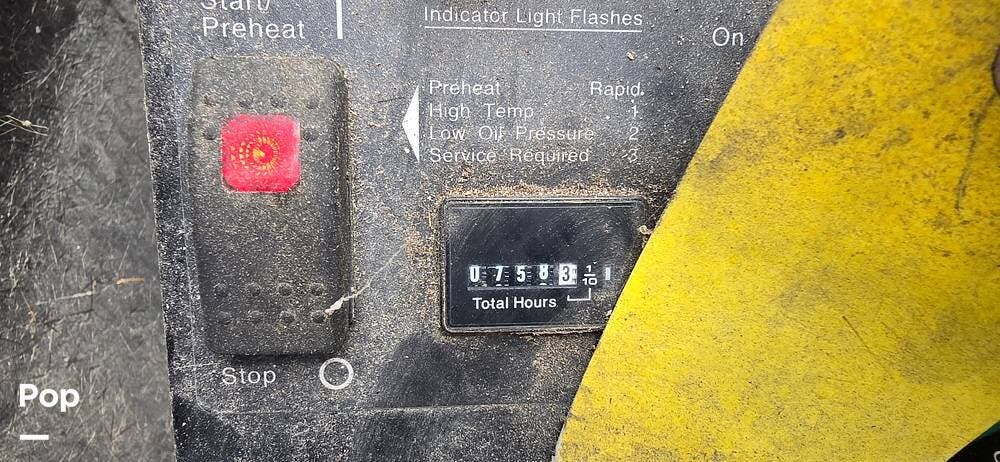 Start/
Preheat
Indicator Light Flashes
On
Preheat Rapid
High Temp 1
Low Oil Pressure 2
Service Required 3
0 7 5 8 3 1/10
Total Hours
Stop
Pop